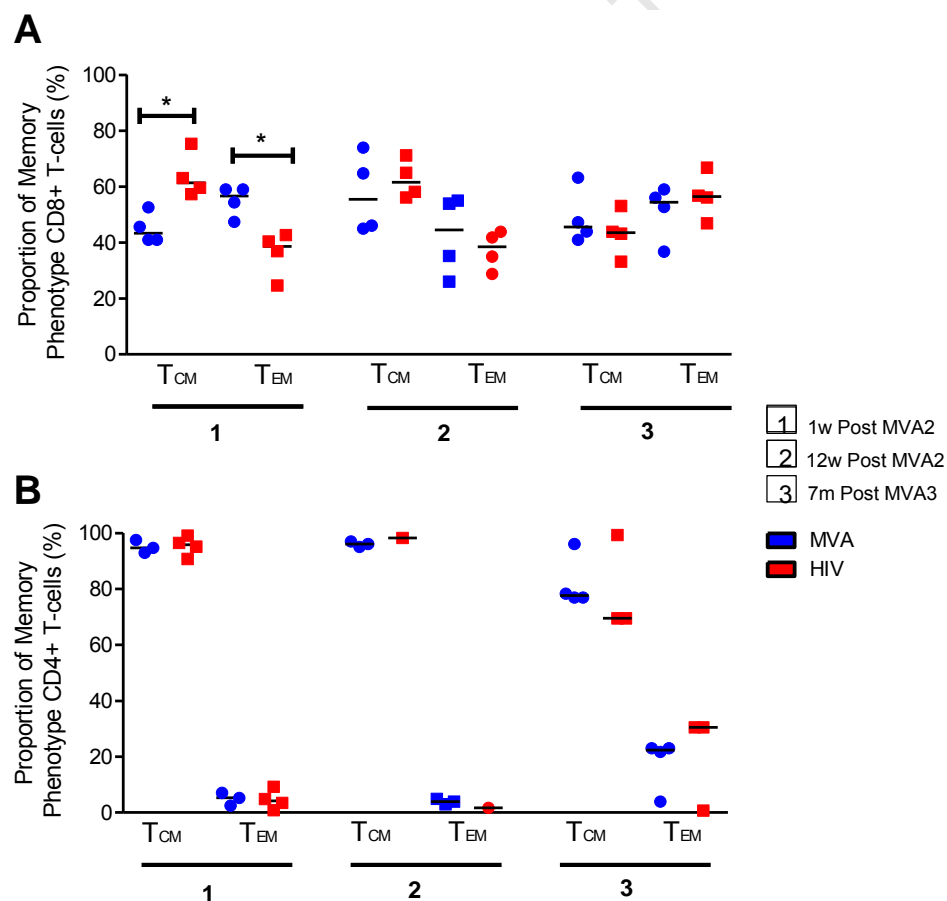 A
Proportion of Memory
Phenotype CD8+ T-cells (%)
100
80
60
40
20
0
*
*
TCM
TEM
TCM
TEM
TCM
TEM
1
2
3
1 1w Post MVA2
2 12w Post MVA2
3 7m Post MVA3
MVA
HIV
B
Proportion of Memory
Phenotype CD4+ T-cells (%)
100
80
60
40
20
0
TCM
TEM
TCM
TEM
TCM
TEM
1
2
3